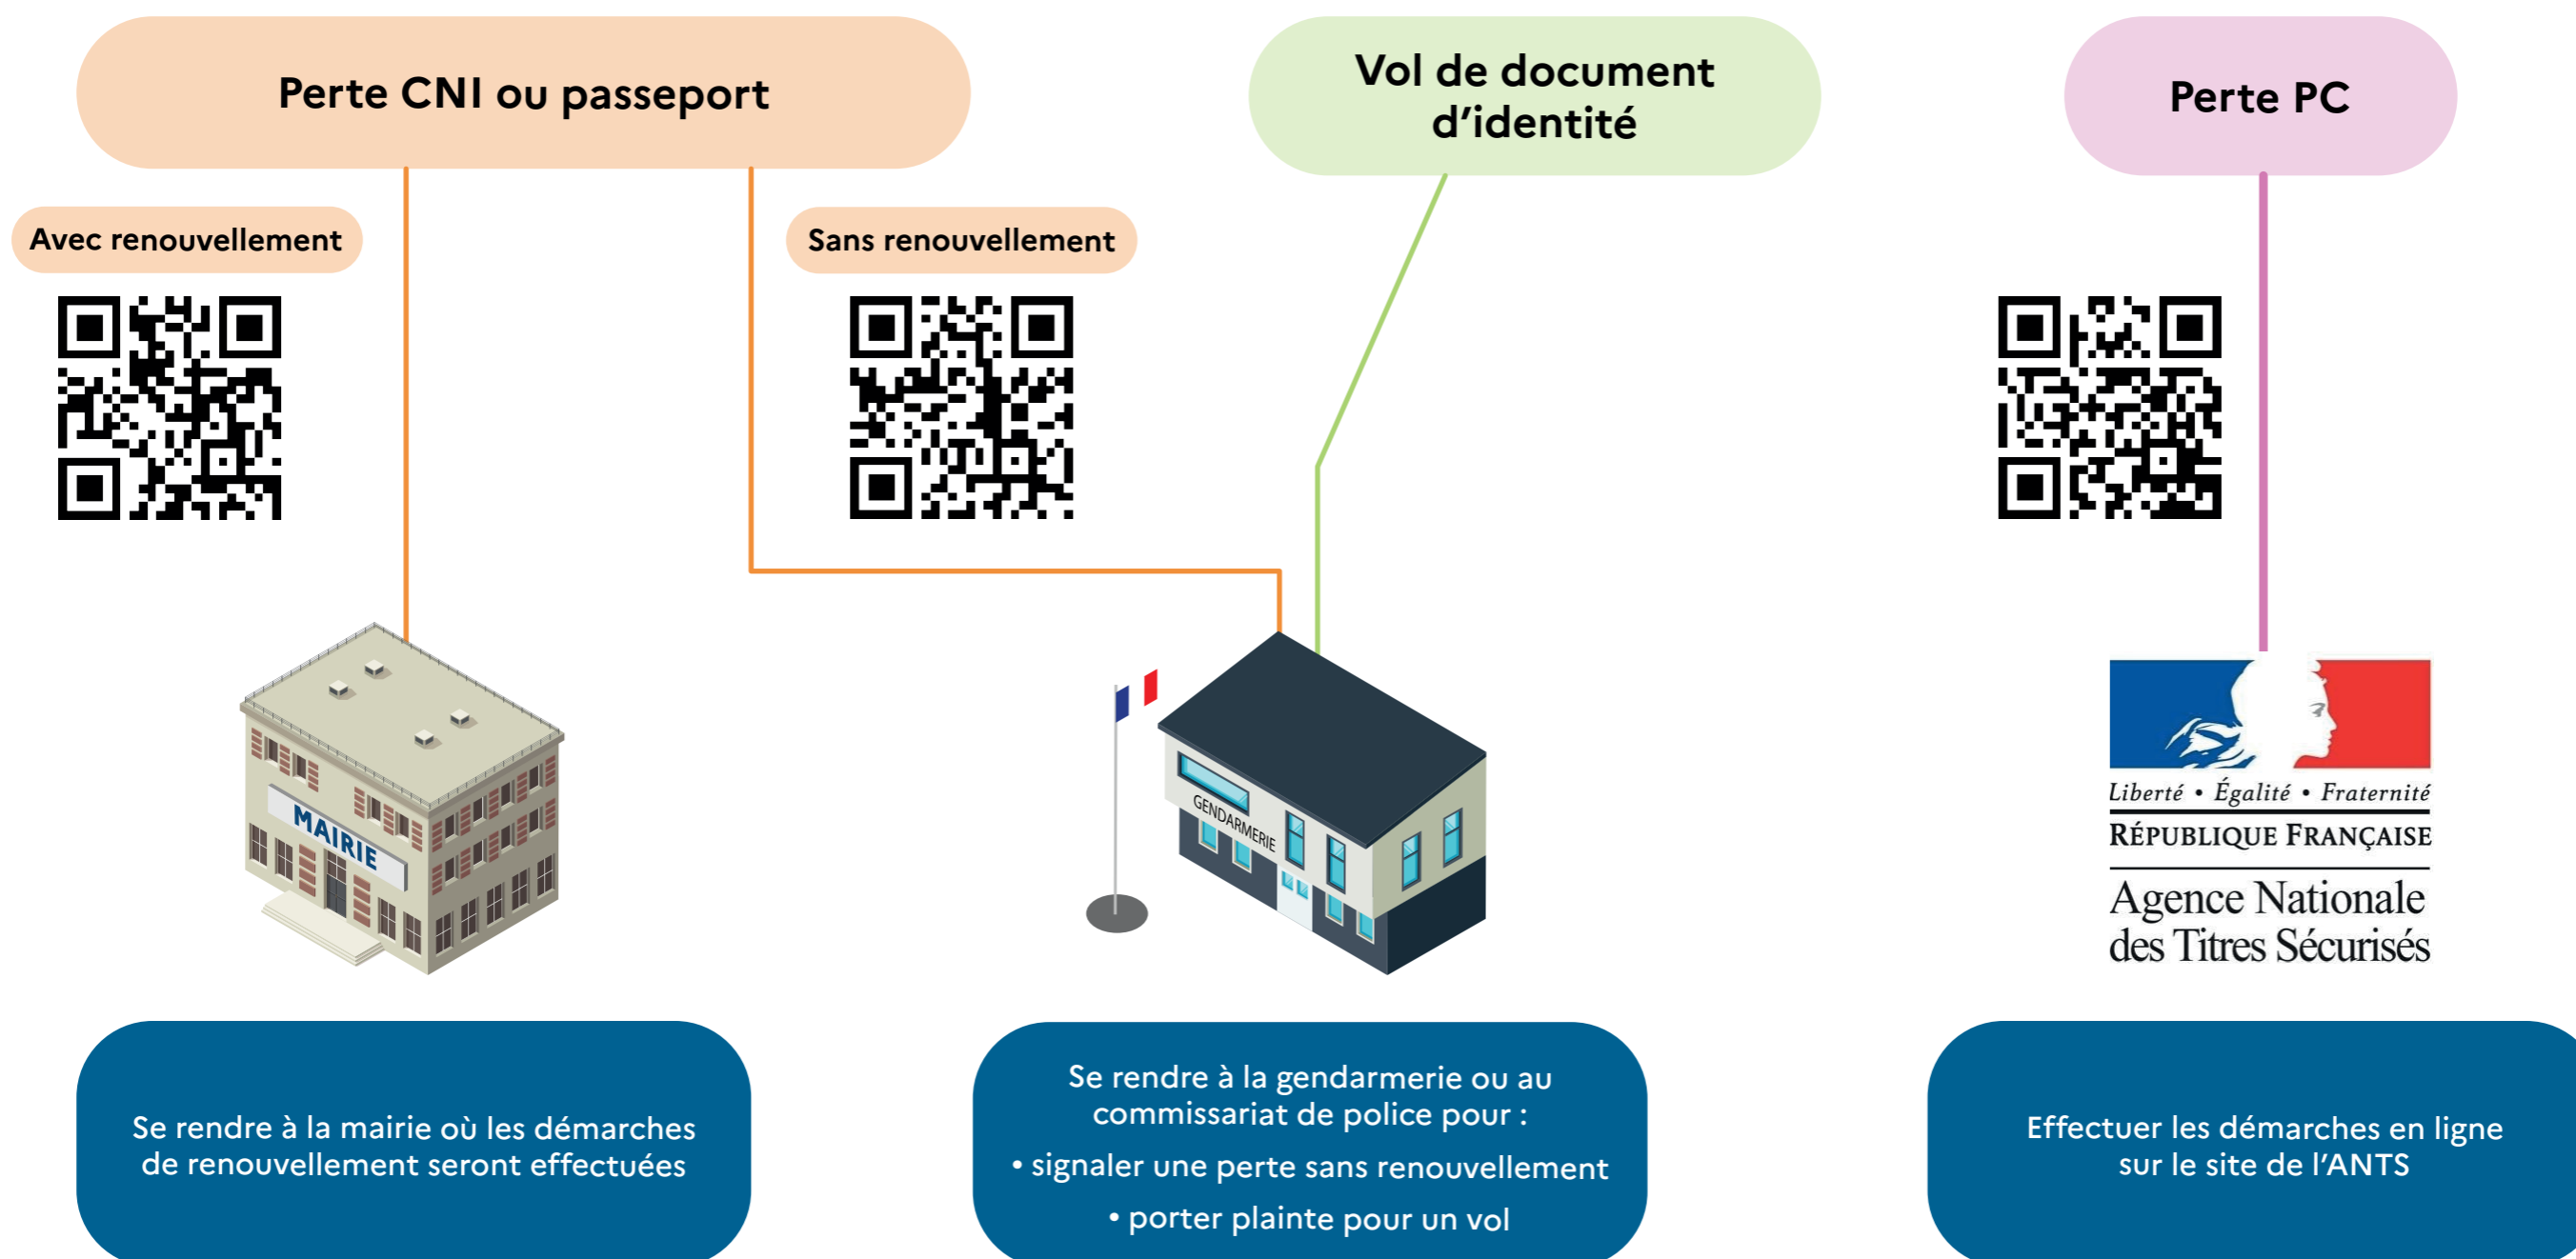 Perte CNI ou passeport
Vol de document
d'identité
Perte PC
Avec renouvellement
Sans renouvellement
MAIRIE
GENDARMERIE
Liberté • Égalité • Fraternité
RÉPUBLIQUE FRANÇAISE
Agence Nationale
des Titres Sécurisés
Se rendre à la mairie où les démarches
de renouvellement seront effectuées
Se rendre à la gendarmerie ou au
commissariat de police pour :
• signaler une perte sans renouvellement
• porter plainte pour un vol
Effectuer les démarches en ligne
sur le site de l'ANTS